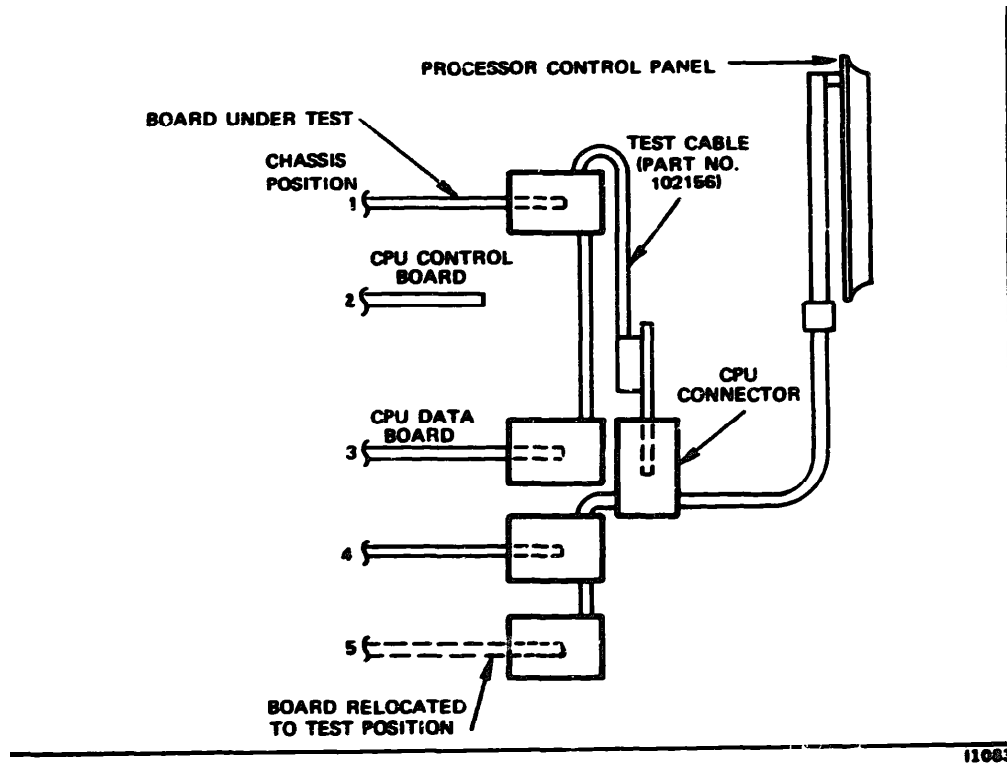 PROCESSOR CONTROL PANEL
BOARD UNDER TEST
TEST CABLE
(PART NO.
102156)
CHASSIS
POSITION
1
CPU CONTROL
BOARD
2
CPU
CONNECTOR
CPU DATA
BOARD
3
4
5
BOARD RELOCATED
TO TEST POSITION
I1083